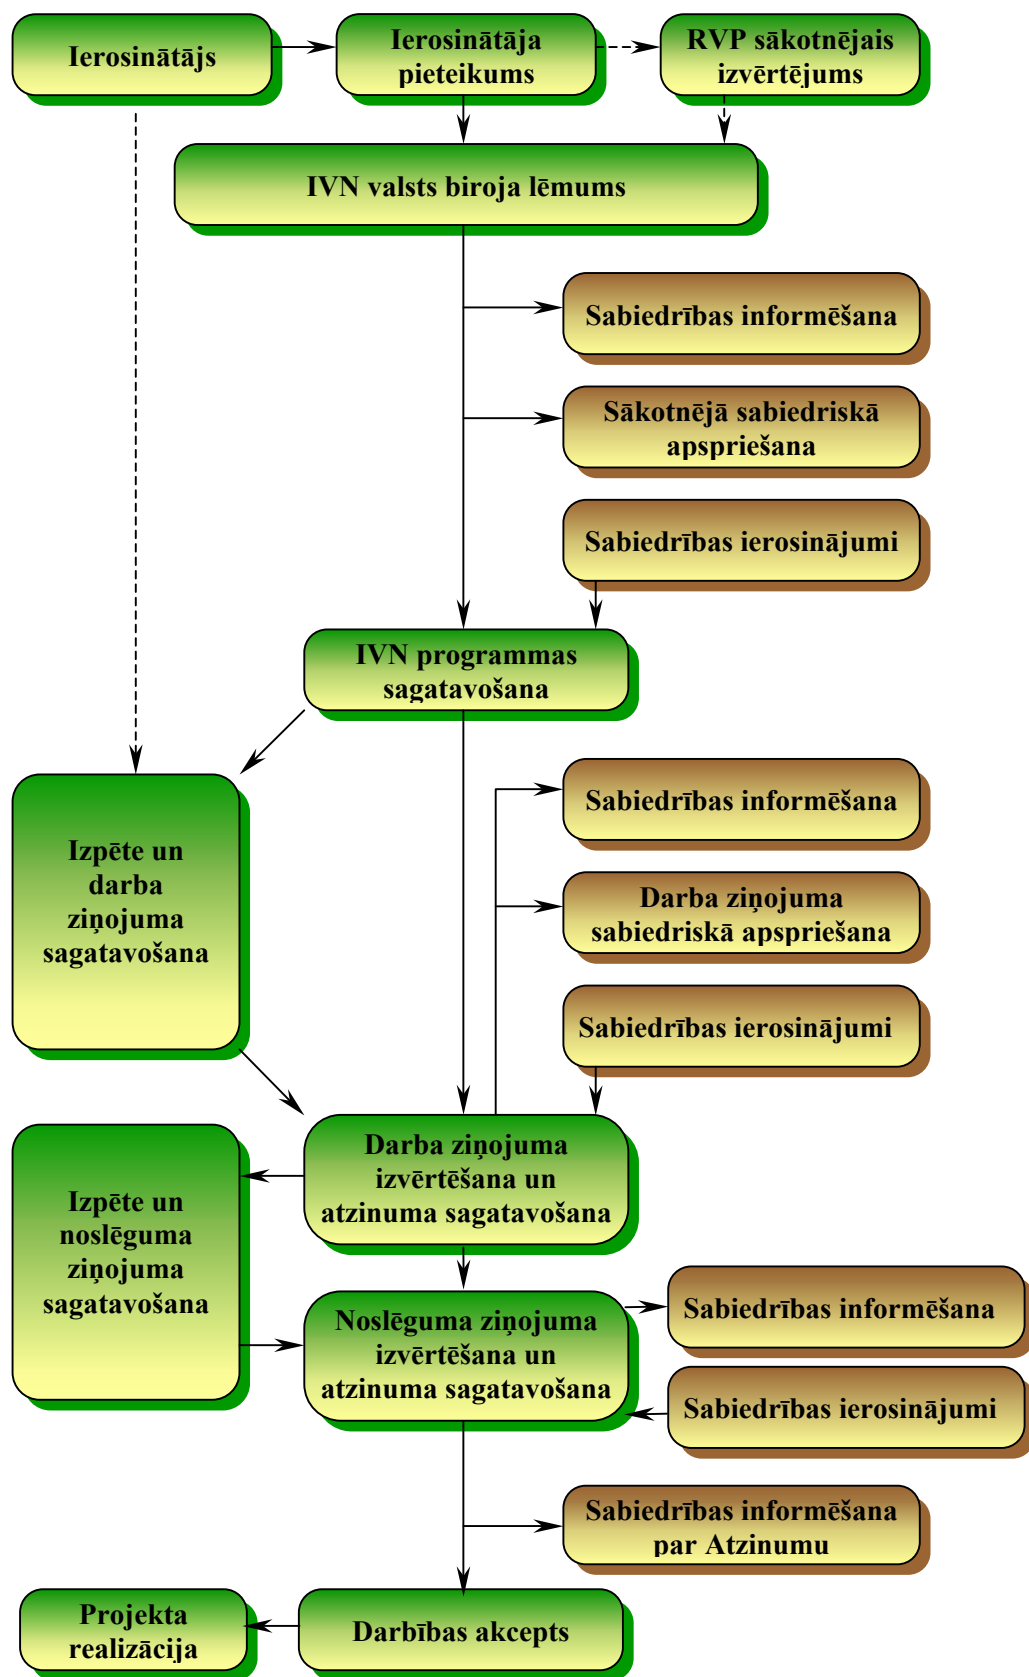 Ierosinātājs
Ierosinātāja
pieteikums
RVP sākotnējais
izvērtējums
IVN valsts biroja lēmums
Sabiedrības informēšana
Sākotnējā sabiedriskā
apspriešana
Sabiedrības ierosinājumi
IVN programmas
sagatavošana
Sabiedrības informēšana
Izpēte un
darba
ziņojuma
sagatavošana
Darba ziņojuma
sabiedriskā apspriešana
Sabiedrības ierosinājumi
Darba ziņojuma
izvērtēšana un
atzinuma sagatavošana
Izpēte un
noslēguma
ziņojuma
sagatavošana
Noslēguma ziņojuma
izvērtēšana un
atzinuma sagatavošana
Sabiedrības informēšana
Sabiedrības ierosinājumi
Sabiedrības informēšana
par Atzinumu
Projekta
realizācija
Darbības akcepts